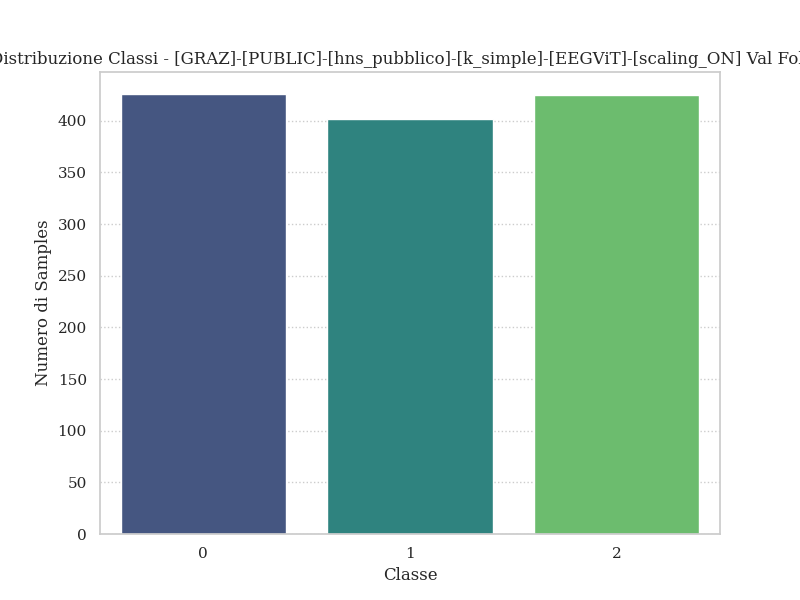 Distribuzione Classi - [GRAZ]-[PUBLIC]-[hns_pubblico]-[k_simple]-[EEGViT]-[scaling_ON] Val
400
350
300
250
200
150
100
50
0
Numero di Samples
0 1 2
Classe